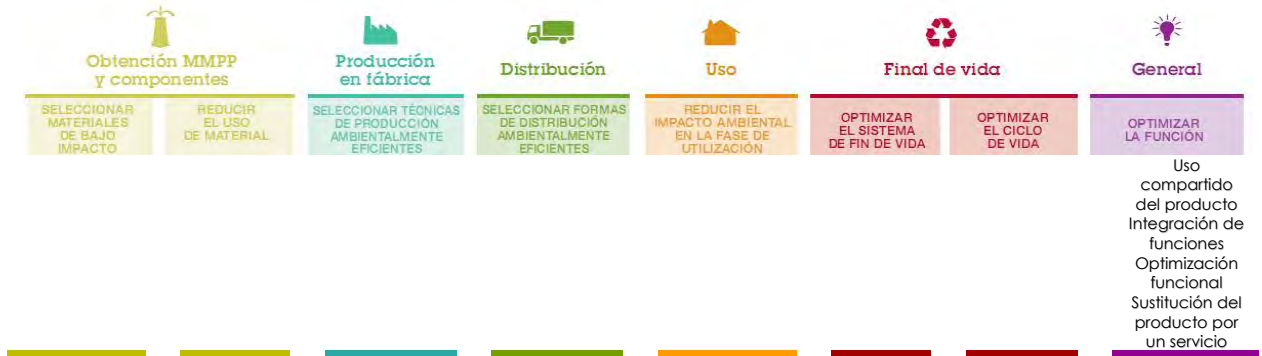 Obtención MMPP
y componentes
Producción
en fábrica
Distribución
Uso
Final de vida
General
SELECCIONAR
MATERIALES
DE BAJO
IMPACTO
REDUCIR
EL USO
DE MATERIAL
SELECCIONAR TÉCNICAS
DE PRODUCCIÓN
AMBIENTALMENTE
EFICIENTES
SELECCIONAR FORMAS
DE DISTRIBUCIÓN
AMBIENTALMENTE
EFICIENTES
REDUCIR EL
IMPACTO AMBIENTAL
EN LA FASE DE
UTILIZACIÓN
OPTIMIZAR
EL SISTEMA
DE FIN DE VIDA
OPTIMIZAR
EL CICLO
DE VIDA
OPTIMIZAR
LA FUNCIÓN
Uso
compartido
del producto
Integración de
funciones
Optimización
funcional
Sustitución del
producto por
un servicio